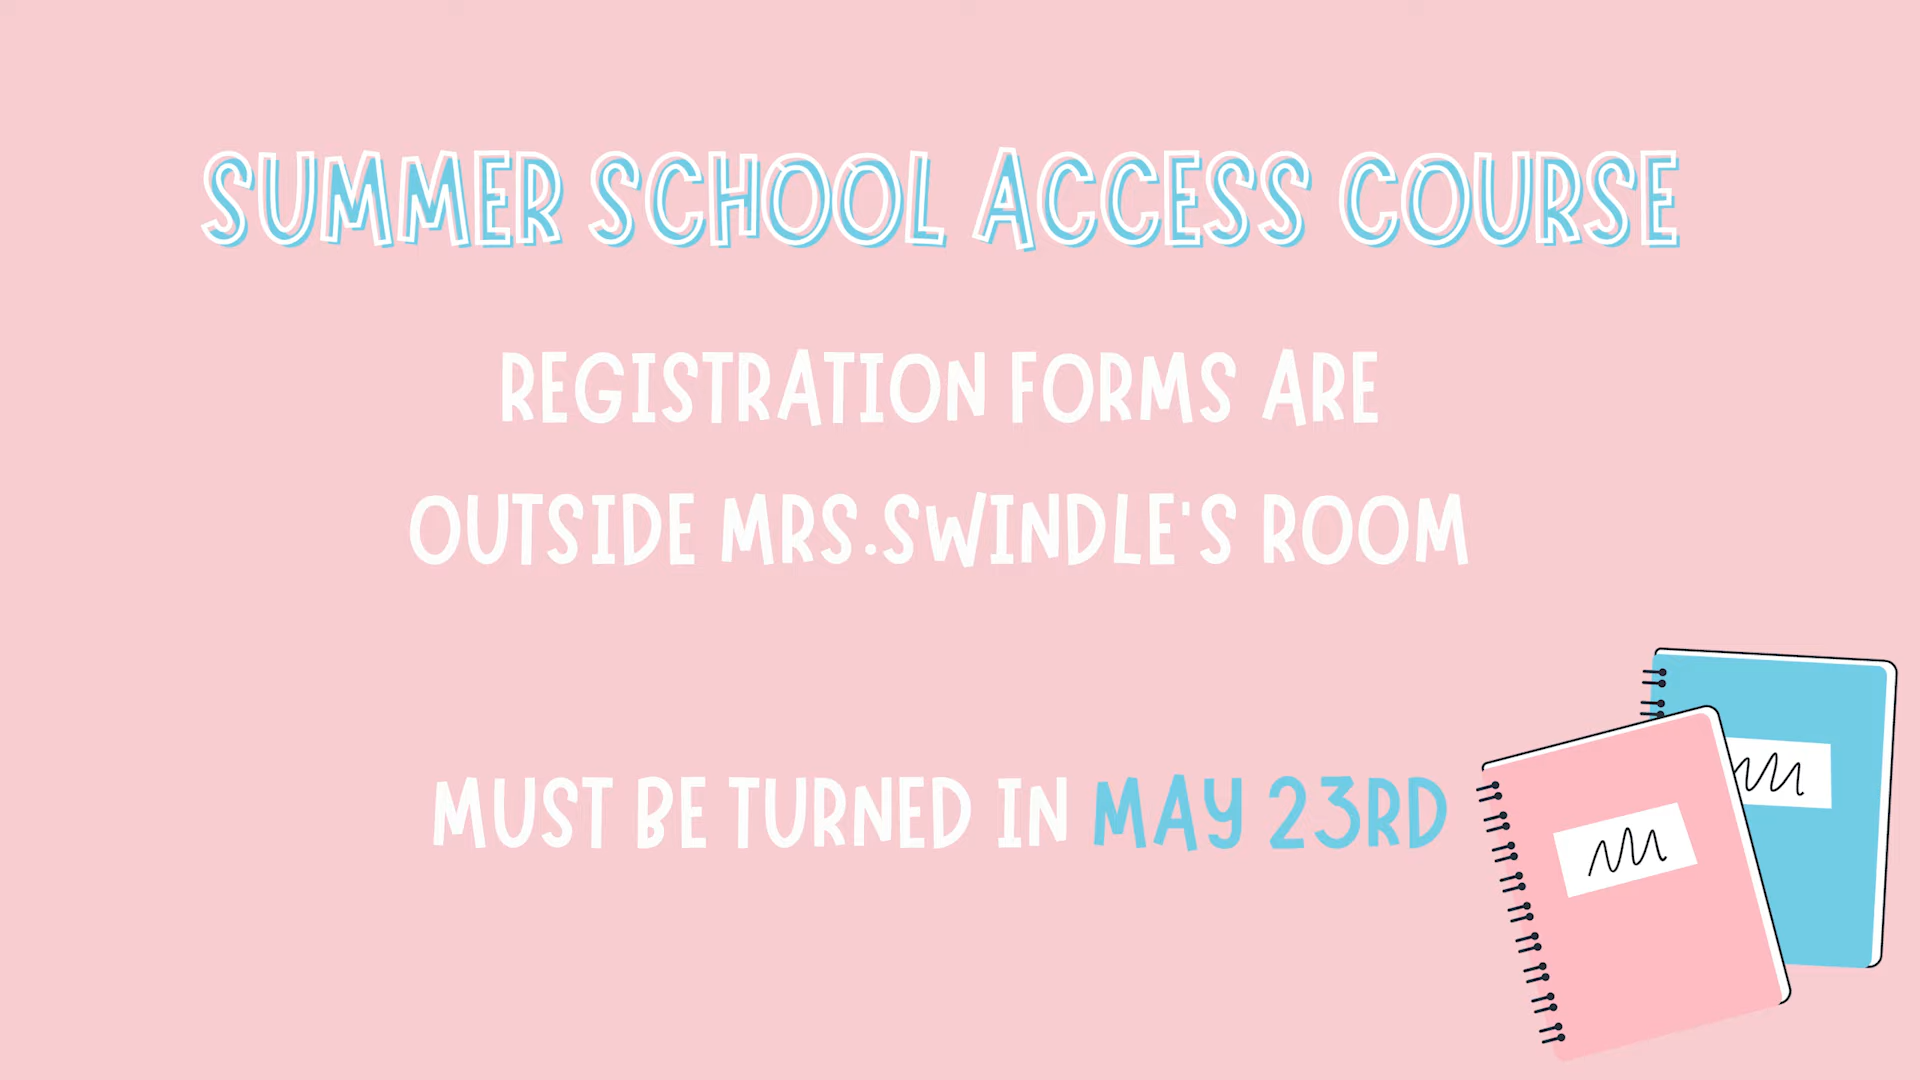 SUMMER SCHOOL ACCESS COURSE
REGISTRATION FORMS ARE
OUTSIDE MRS.SWINDLE'S ROOM
MUST BE TURNED IN MAY 23RD